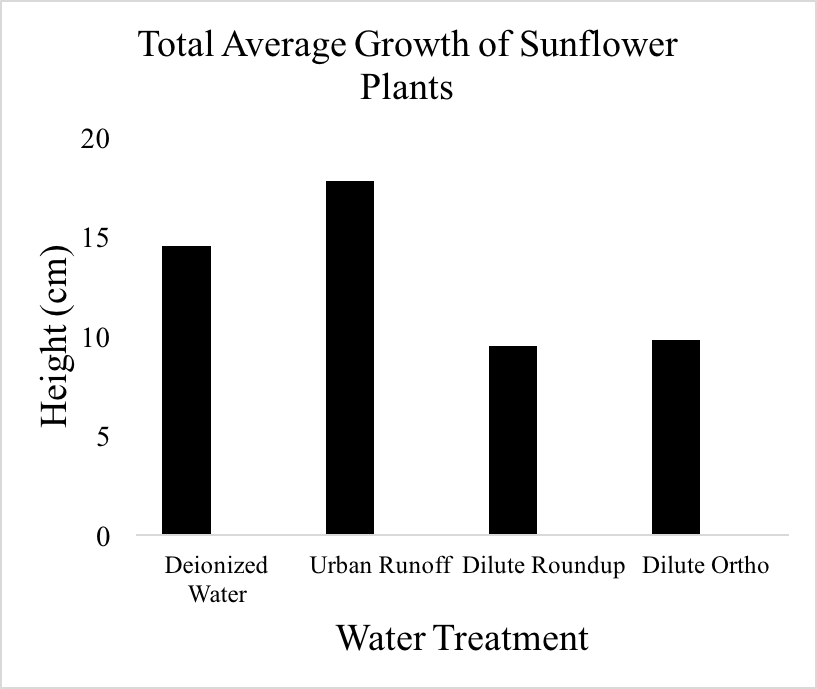 Total Average Growth of Sunflower
Plants
20
15
10
5
0
Height (cm)
Deionized
Water
Urban Runoff
Dilute Roundup
Dilute Ortho
Water Treatment